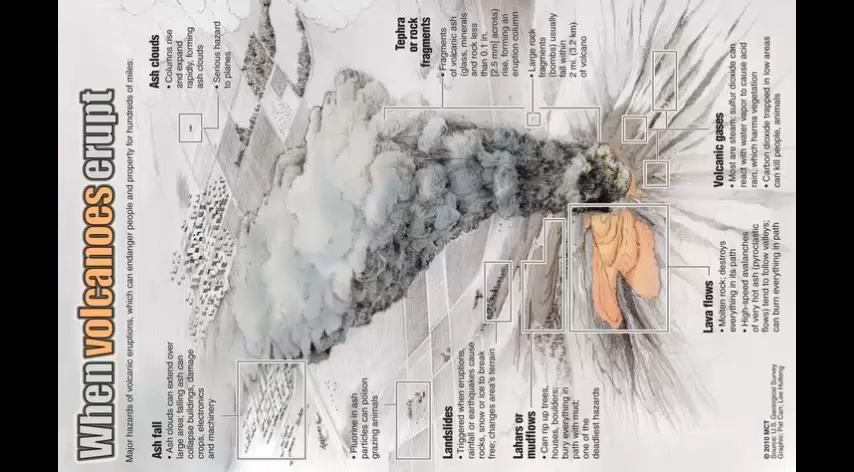 When volcanoes erupt
Major hazards of volcanic eruptions, which can endanger people and property for hundreds of miles:
Ash fall
• Ash clouds can extend over
large area; falling ash can
collapse buildings, damage
crops, electronics
and machinery
• Fluorine in ash
particles can poison
grazing animals
Ash clouds
• Columns rise
and expand
rapidly, forming
ash clouds
• Serious hazard
to planes
Tephra
or rock
fragments
• Fragments
of volcanic ash
(glass, minerals
and rock less
than 0.1 in.
[2.5 mm] across)
rise, forming an
eruption column
• Large rock
fragments
(bombs) usually
fall within
2 mi. (3.2 km)
of volcano
Landslides
• Triggered when eruptions,
rainfall or earthquakes cause
rocks, snow or ice to break
free; changes area's terrain
Lahars or
mudflows
• Can rip up trees,
houses, boulders;
bury everything in
path with mud;
one of the
deadliest hazards
Lava flows
• Molten rock; destroys
everything in its path
• High-speed avalanches
of very hot ash (pyroclastic
flows) tend to follow valleys;
can burn everything in path
Volcanic gases
• Most are steam; sulfur dioxide can
react with water vapor to cause acid
rain, which harms vegetation
• Carbon dioxide trapped in low areas
can kill people, animals
© 2010 MCT
Source: U.S. Geological Survey
Graphic: Pat Carr, Lee Hulteng